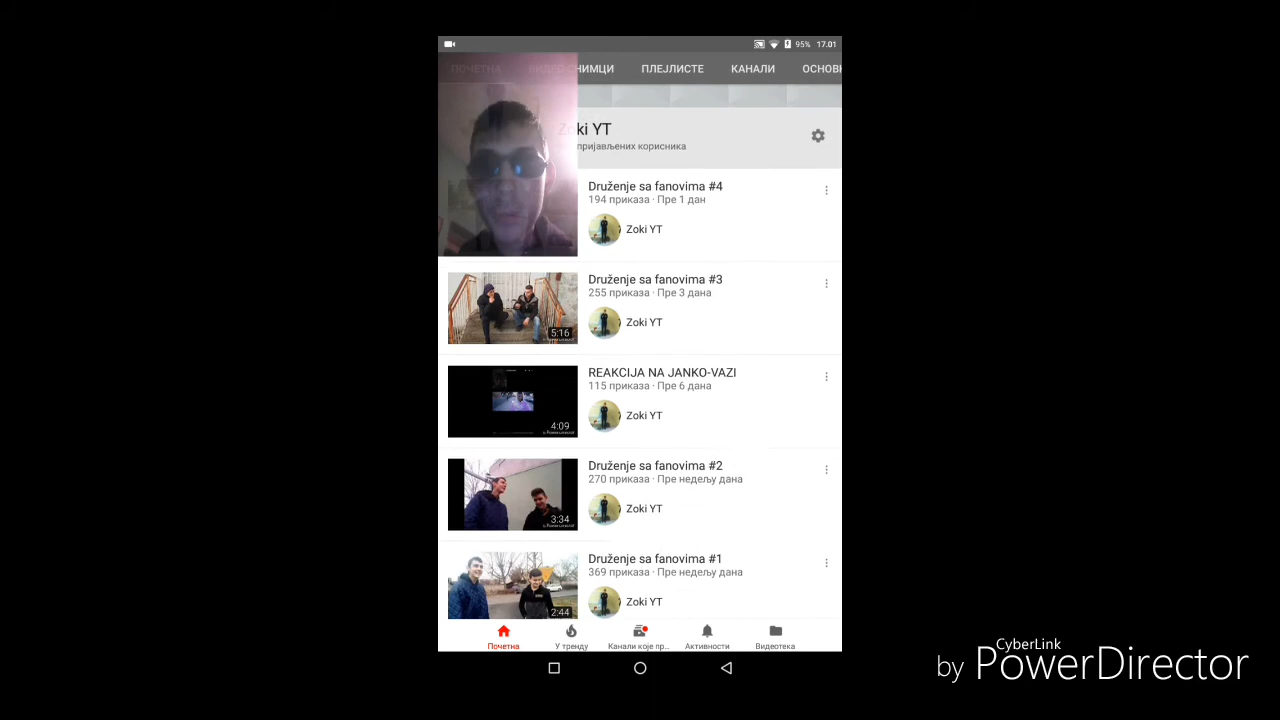 95% 17.01
ПОЧЕТНА ВИДЕО СНИМЦИ ПЛЕЈЛИСТЕ КАНАЛИ ОСНОВН
Zoki YT
пријављених корисника
Druženje sa fanovima #4
194 приказа · Пре 1 дан
Zoki YT
Druženje sa fanovima #3
255 приказа · Пре 3 дана
5:16
Zoki YT
REAKCIJA NA JANKO-VAZI
115 приказа · Пре 6 дана
4:09
Zoki YT
Druženje sa fanovima #2
270 приказа · Пре недељу дана
3:34
Zoki YT
Druženje sa fanovima #1
369 приказа · Пре недељу дана
2:44
Zoki YT
Почетна У тренду Канали које пр... Активности Видеотека
CyberLink
by PowerDirector